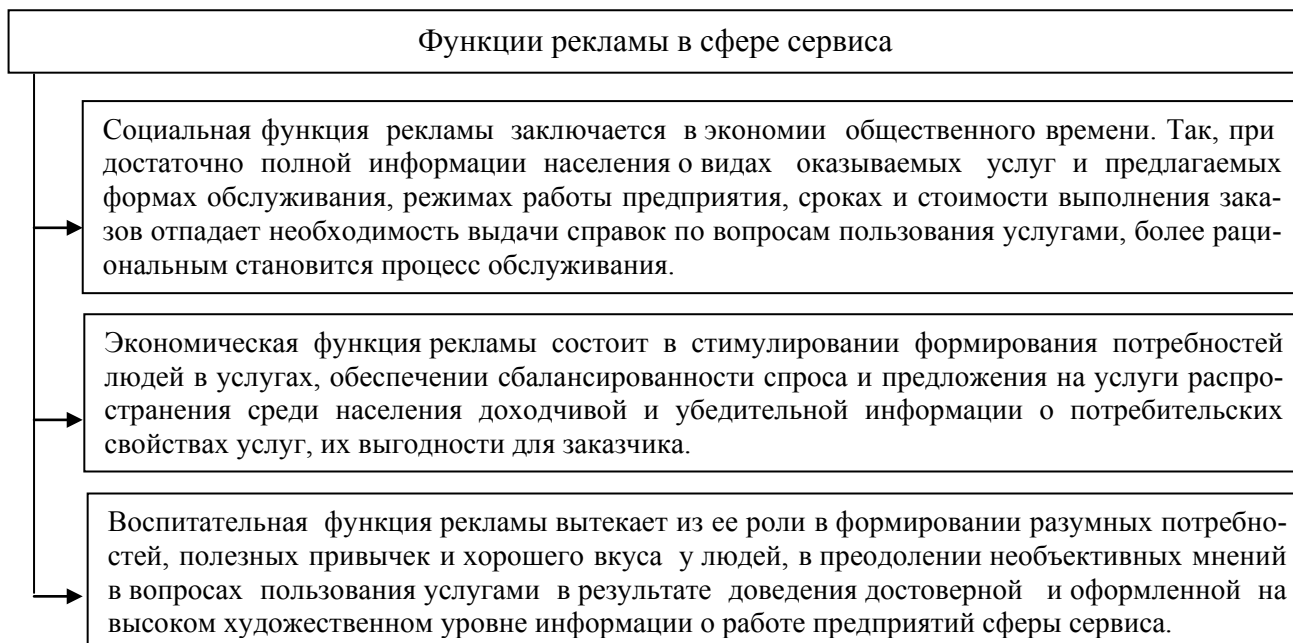 Функции рекламы в сфере сервиса
Социальная функция рекламы заключается в экономии общественного времени. Так, при
достаточно полной информации населения о видах оказываемых услуг и предлагаемых
формах обслуживания, режимах работы предприятия, сроках и стоимости выполнения зака-
зов отпадает необходимость выдачи справок по вопросам пользования услугами, более раци-
ональным становится процесс обслуживания.
Экономическая функция рекламы состоит в стимулировании формирования потребностей
людей в услугах, обеспечении сбалансированности спроса и предложения на услуги распро-
странения среди населения доходчивой и убедительной информации о потребительских
свойствах услуг, их выгодности для заказчика.
Воспитательная функция рекламы вытекает из ее роли в формировании разумных потребно-
стей, полезных привычек и хорошего вкуса у людей, в преодолении необъективных мнений
в вопросах пользования услугами в результате доведения достоверной и оформленной на
высоком художественном уровне информации о работе предприятий сферы сервиса.